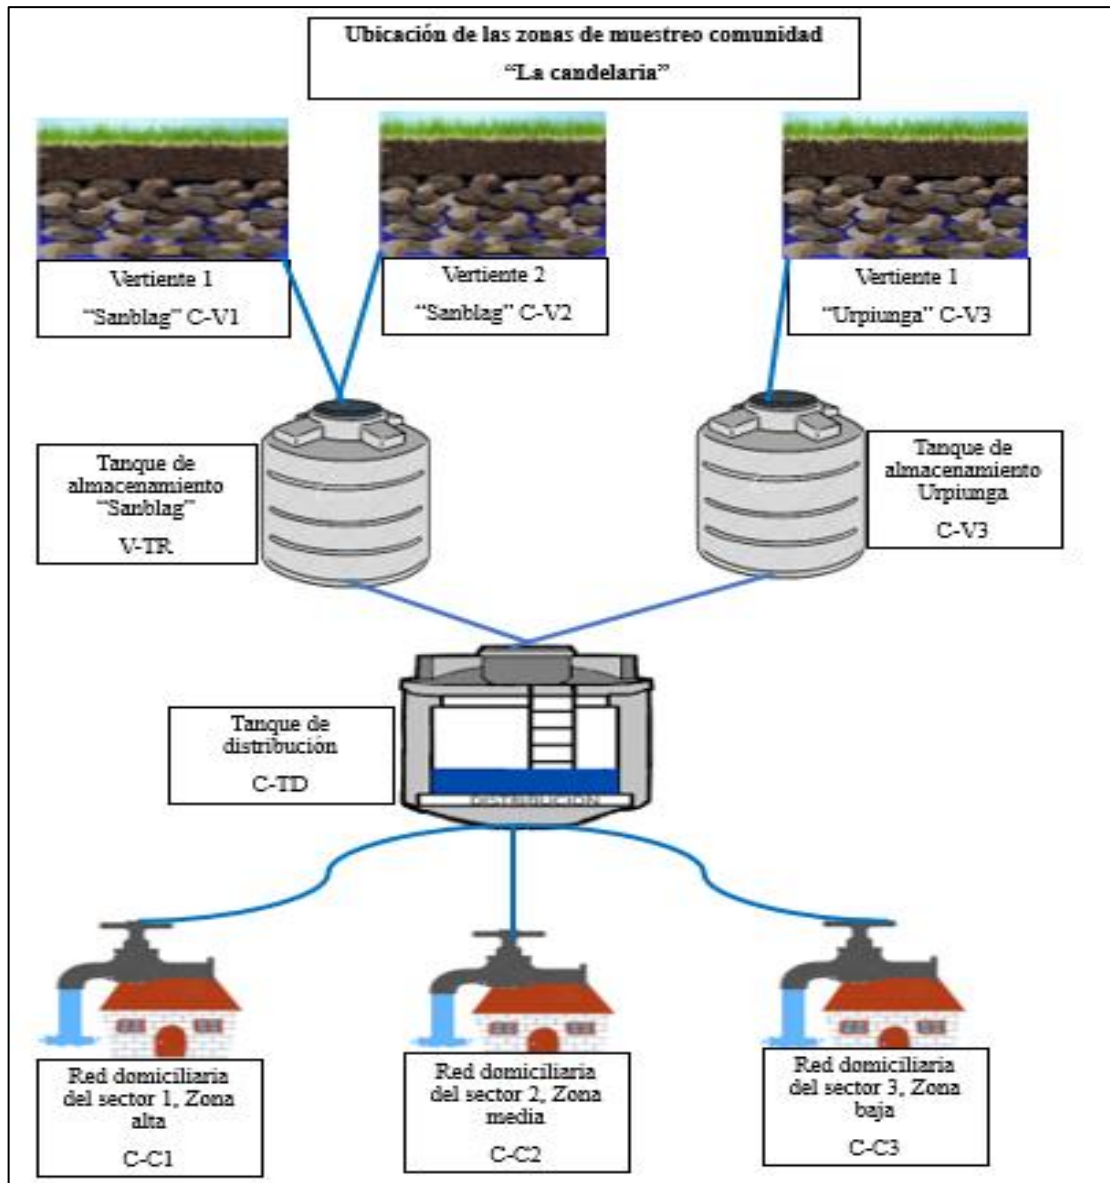 Ubicación de las zonas de muestreo comunidad
“La candelaria”
Vertiente 1
“Sanblag” C-V1
Vertiente 2
“Sanblag” C-V2
Vertiente 1
“Urpiunga” C-V3
Tanque de
almacenamiento
“Sanblag”
V-TR
Tanque de
almacenamiento
Urpiunga
C-V3
Tanque de
distribución
C-TD
DISTRIBUCION
Red domiciliaria
del sector 1, Zona
alta
C-C1
Red domiciliaria
del sector 2, Zona
media
C-C2
Red domiciliaria
del sector 3, Zona
baja
C-C3